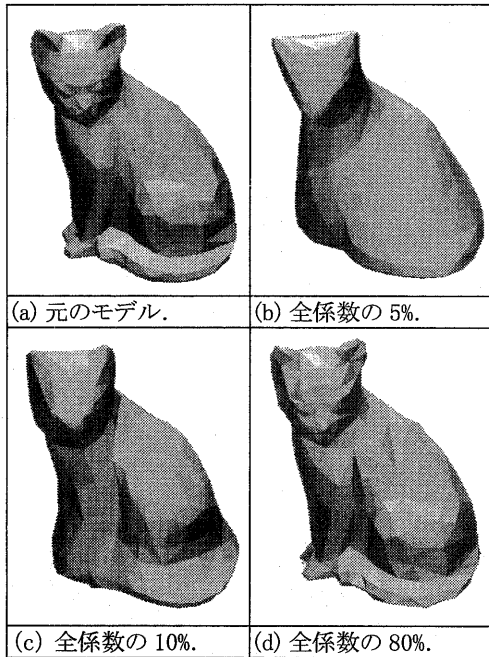 (a) 元のモデル.
(b) 全係数の 5%.
(c) 全係数の 10%.
(d) 全係数の 80%.